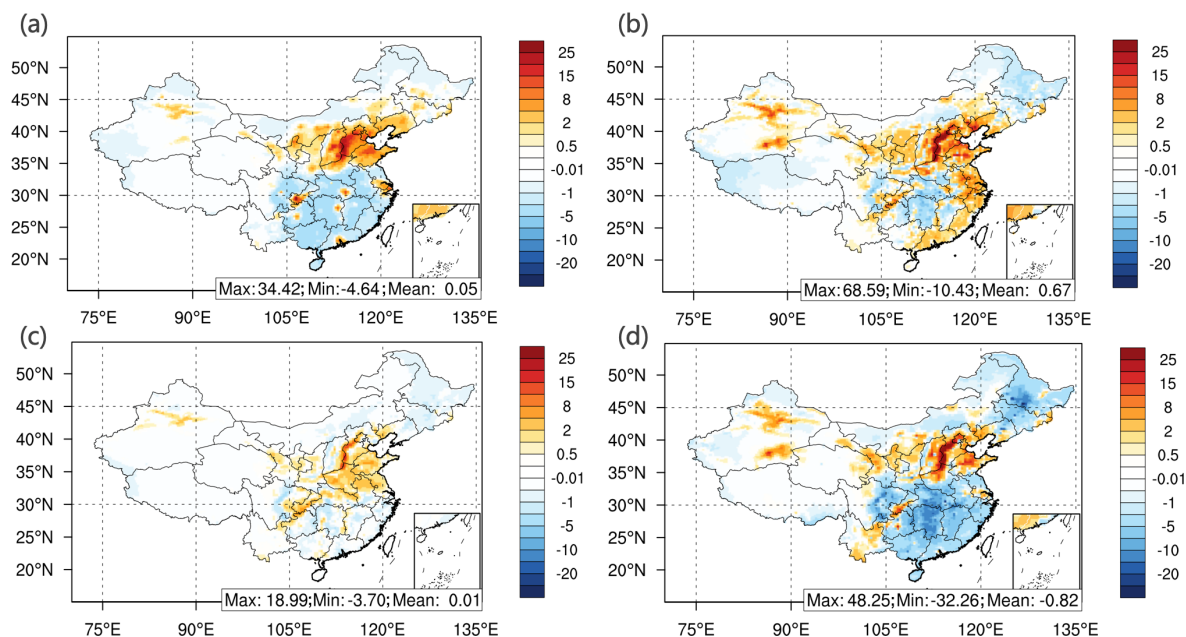 (a)
50°N
45°N
40°N
35°N
30°N
25°N
20°N
75°E 90°E 105°E 120°E 135°E
Max:34.42;Min:-4.64;Mean: 0.05
25
15
8
2
0.5
-0.01
-1
-5
-10
-20
(b)
50°N
45°N
40°N
35°N
30°N
25°N
20°N
75°E 90°E 105°E 120°E 135°E
Max:68.59;Min:-10.43;Mean: 0.67
25
15
8
2
0.5
-0.01
-1
-5
-10
-20
(c)
50°N
45°N
40°N
35°N
30°N
25°N
20°N
75°E 90°E 105°E 120°E 135°E
Max: 18.99;Min:-3.70; Mean: 0.01
25
15
8
2
0.5
-0.01
-1
-5
-10
-20
(d)
50°N
45°N
40°N
35°N
30°N
25°N
20°N
75°E 90°E 105°E 120°E 135°E
Max:48.25;Min:-32.26; Mean -0.82
25
15
8
2
0.5
-0.01
-1
-5
-10
-20